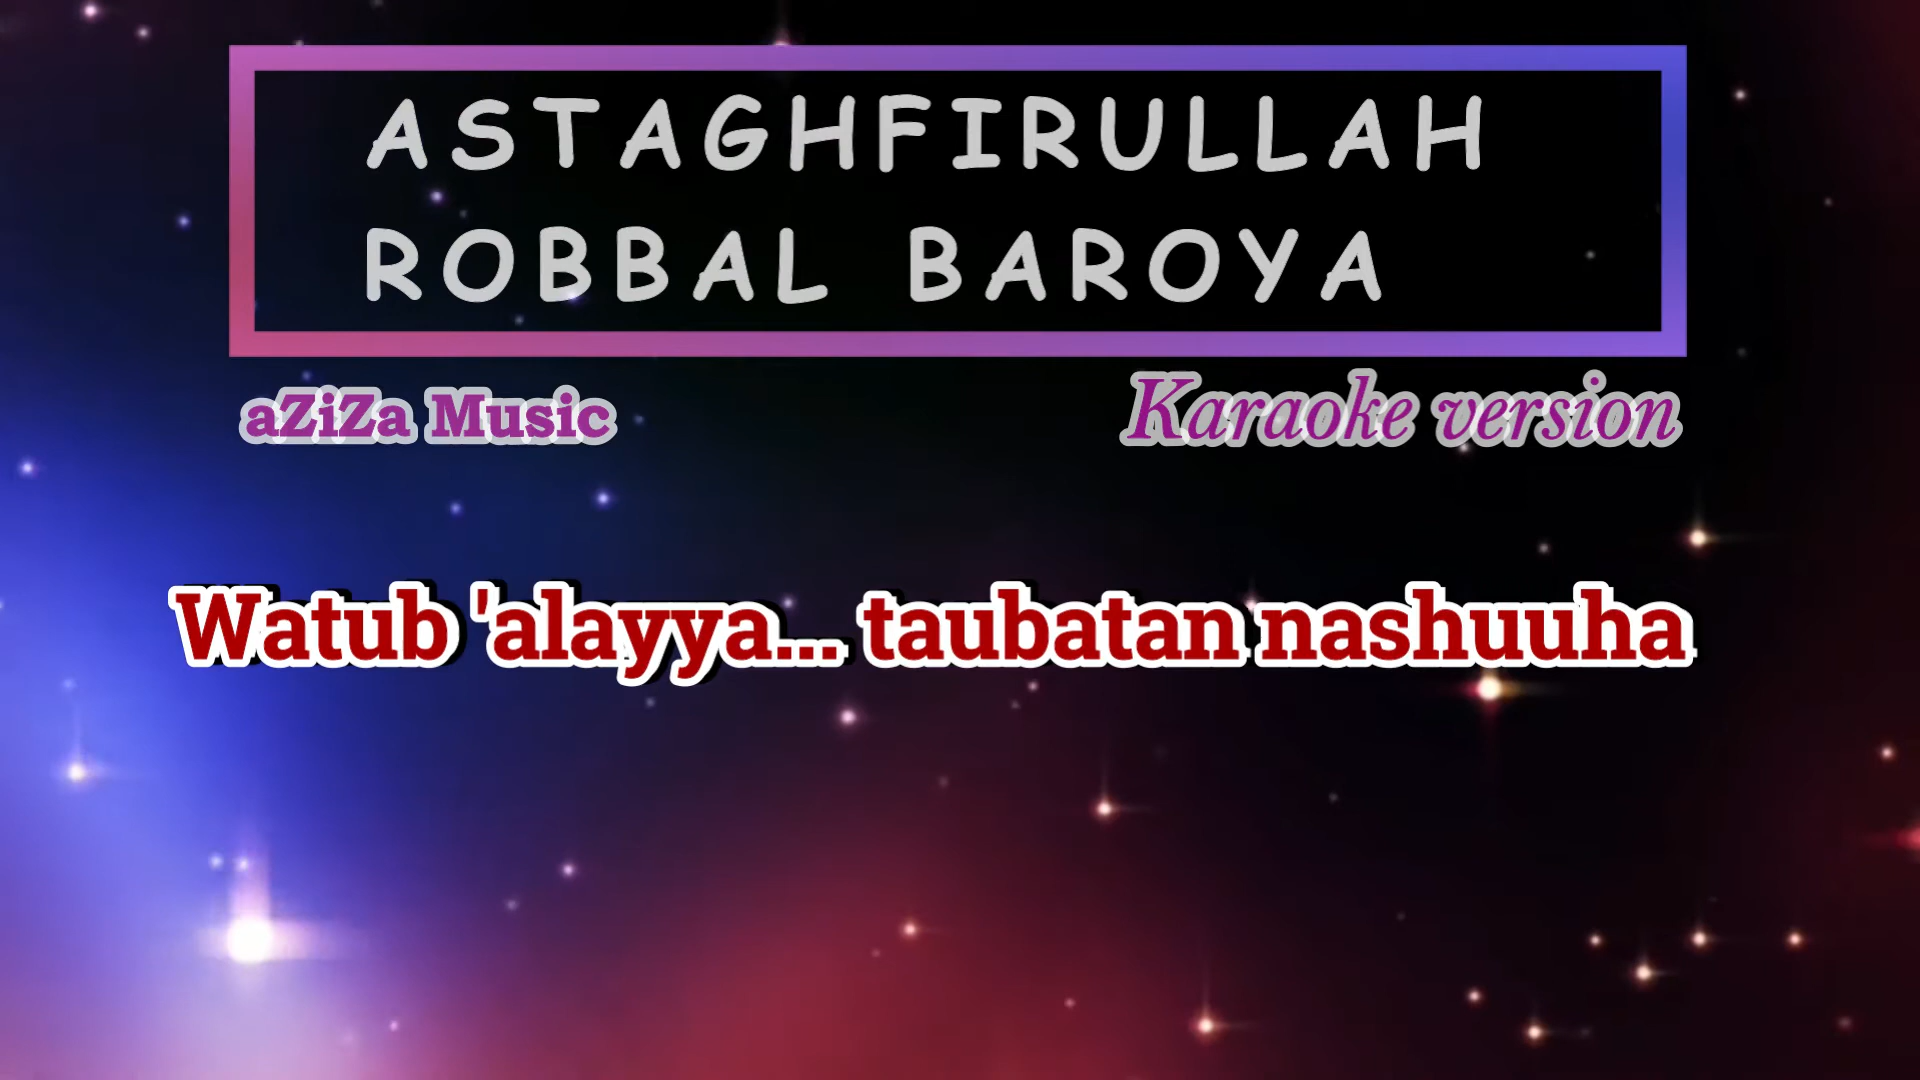 ASTAGHFIRULLAH
ROBBAL BAROYA
aZiZa Music
Karaoke version
Watub 'alayya... taubatan nashuuha